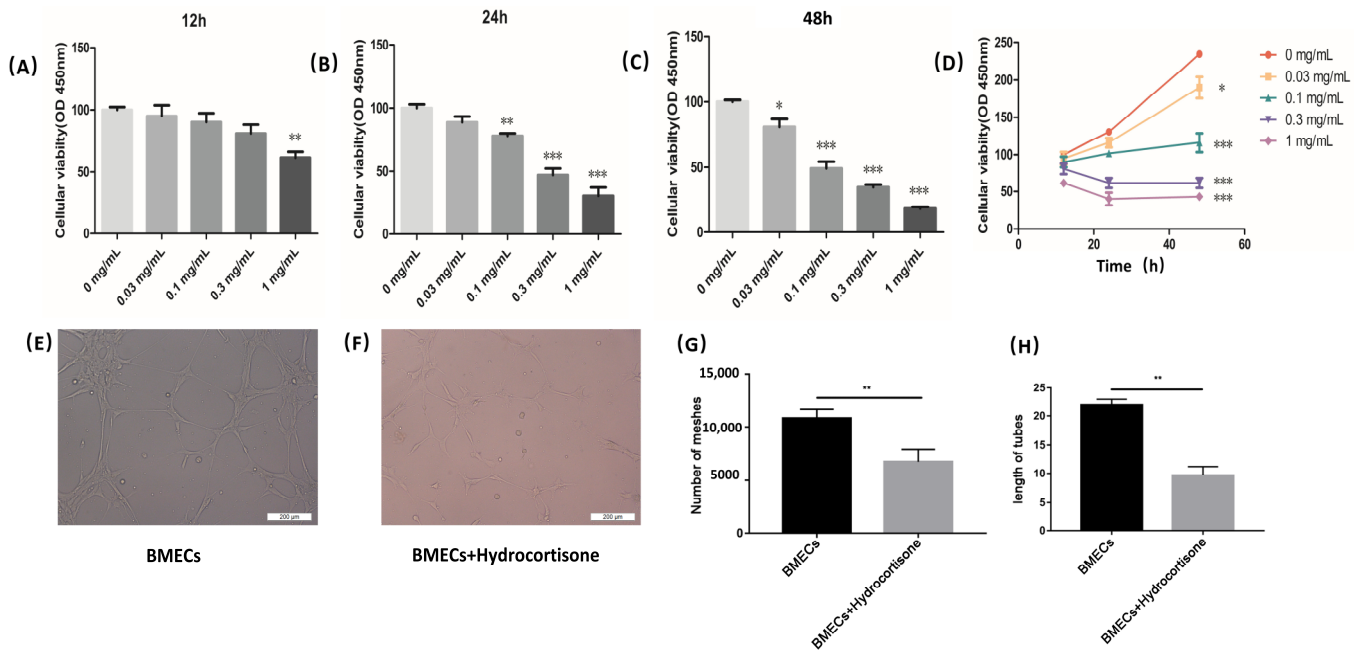 12h
24h
48h
(A)
Cellular viabilty(OD 450nm)
150
100
50
0
0 mg/mL
0.03 mg/mL
0.1 mg/mL
0.3 mg/mL
1 mg/mL
**
(B)
Cellular viabilty(OD 450nm)
150
100
50
0
0 mg/mL
0.03 mg/mL
0.1 mg/mL
0.3 mg/mL
1 mg/mL
**
***
***
(C)
Cellular viabilty(OD 450nm)
150
100
50
0
0 mg/mL
0.03 mg/mL
0.1 mg/mL
0.3 mg/mL
1 mg/mL
*
***
***
***
(D)
Cellular viabilty(OD 450nm)
250
200
150
100
50
0
0
20
40
60
Time (h)
*
***
***
***
0 mg/mL
0.03 mg/mL
0.1 mg/mL
0.3 mg/mL
1 mg/mL
(E)
200 µm
BMECs
(F)
200 µm
BMECs+Hydrocortisone
(G)
Number of meshes
15,000
10,000
5000
0
**
BMECs
BMECs+Hydrocortisone
(H)
length of tubes
25
20
15
10
5
0
**
BMECs
BMECs+Hydrocortisone